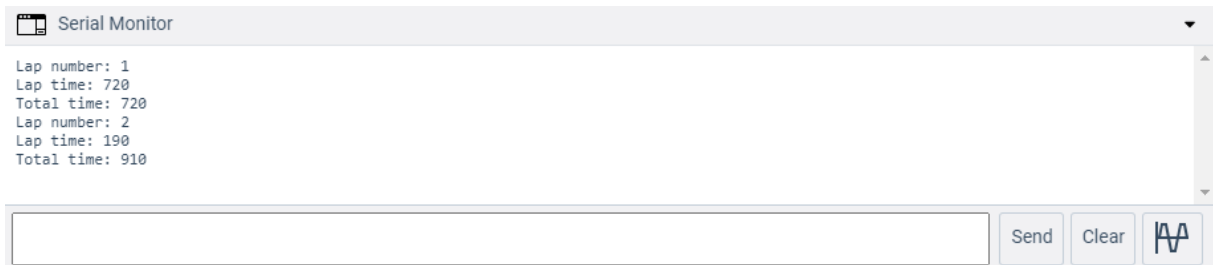 Serial Monitor
Lap number: 1
Lap time: 720
Total time: 720
Lap number: 2
Lap time: 190
Total time: 910
Send Clear